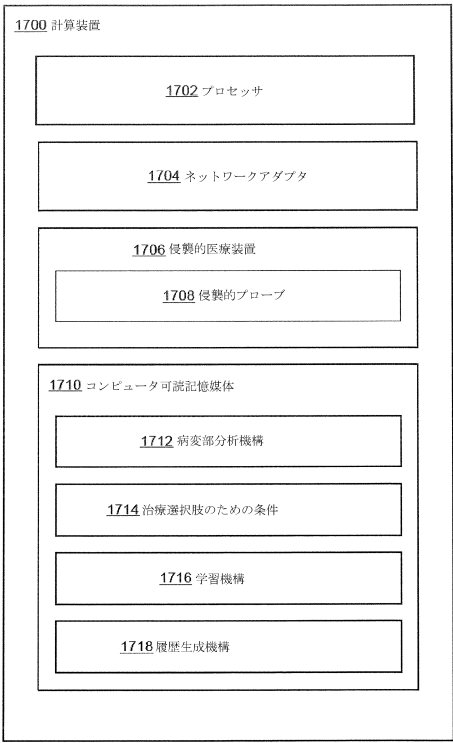 1700 計算装置
1702 プロセッサ
1704 ネットワークアダプタ
1706 侵襲的医療装置
1708 侵襲的プローブ
1710 コンピュータ可読記憶媒体
1712 病変部分析機構
1714 治療選択肢のための条件
1716 学習機構
1718 履歴生成機構